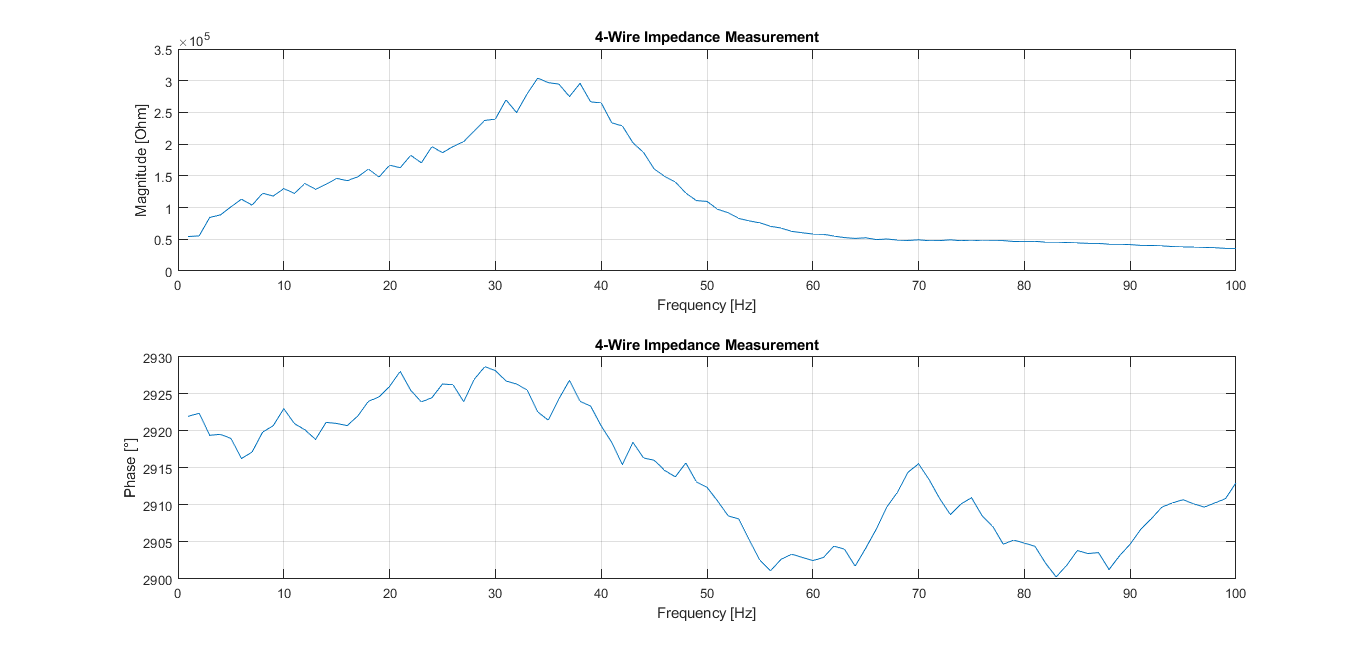 4-Wire Impedance Measurement
×10^5
3.5
3
2.5
2
1.5
1
0.5
0
Magnitude [Ohm]
0 10 20 30 40 50 60 70 80 90 100
Frequency [Hz]
4-Wire Impedance Measurement
2930
2925
2920
2915
2910
2905
2900
Phase [°]
0 10 20 30 40 50 60 70 80 90 100
Frequency [Hz]